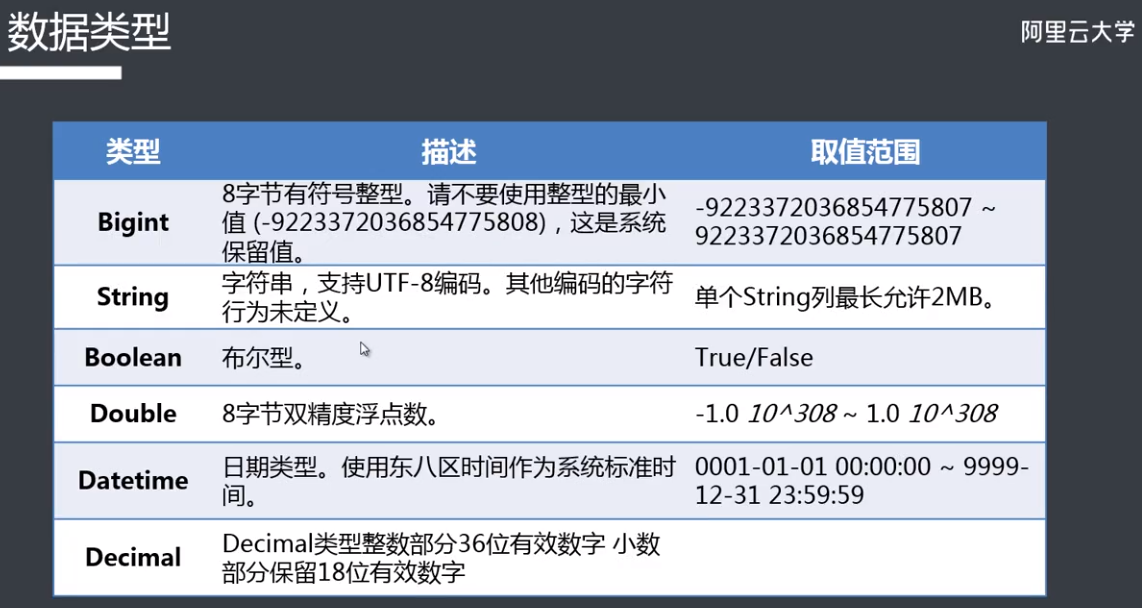 数据类型
阿里云大学
类型 描述 取值范围
Bigint
8字节有符号整型。请不要使用整型的最小
值 (-9223372036854775808)，这是系统
保留值。
-9223372036854775807 ~
9223372036854775807
String
字符串，支持UTF-8编码。其他编码的字符
行为未定义。
单个String列最长允许2MB。
Boolean
布尔型。
True/False
Double
8字节双精度浮点数。
-1.0 10^308 ~ 1.0 10^308
Datetime
日期类型。使用东八区时间作为系统标准时
间。
0001-01-01 00:00:00 ~ 9999-
12-31 23:59:59
Decimal
Decimal类型整数部分36位有效数字 小数
部分保留18位有效数字